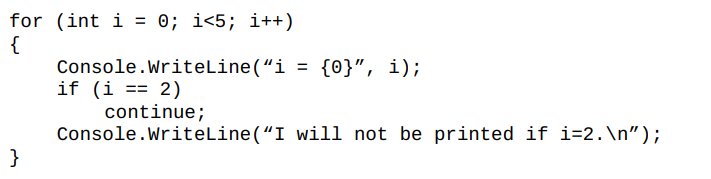 for (int i = 0; i<5; i++)
{
    Console.WriteLine(“i = {0}”, i);
    if (i == 2)
        continue;
    Console.WriteLine(“I will not be printed if i=2.\n”);
}